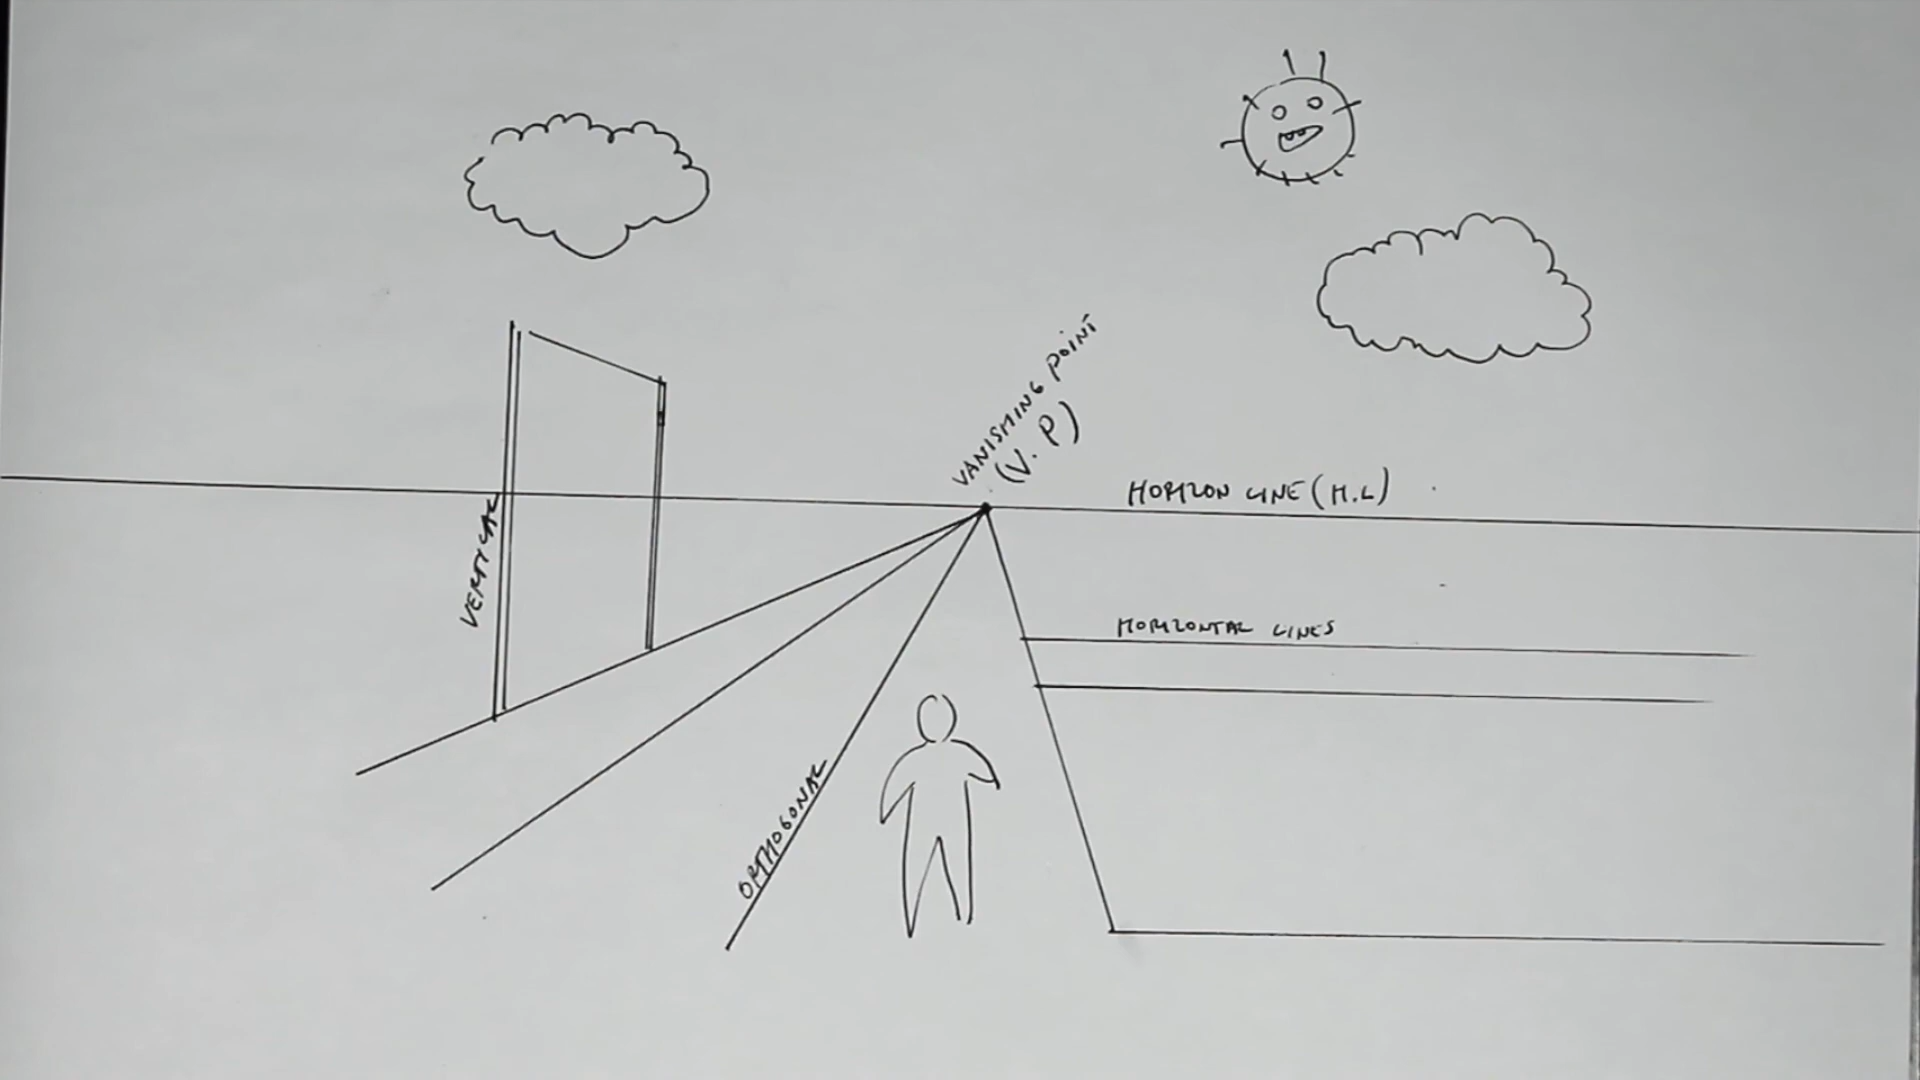 VANISHING POINT
(V. P)
HORIZON LINE (H.L)
VERTICAL
HORIZONTAL LINES
ORTHOGONAL